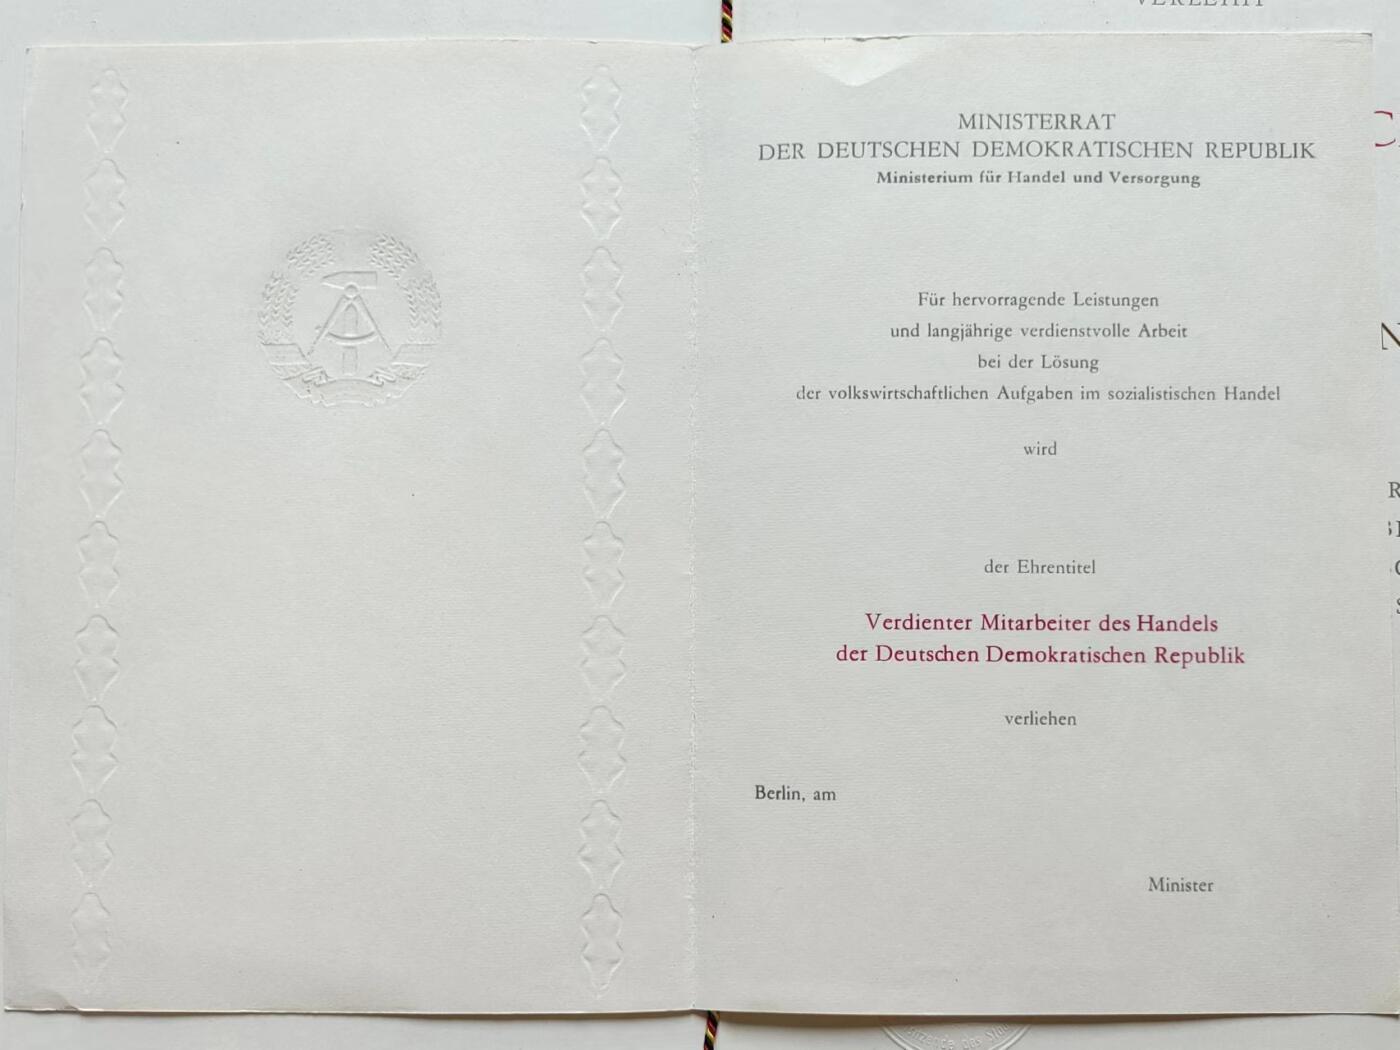 VERLEIHT
MINISTERRAT
DER DEUTSCHEN DEMOKRATISCHEN REPUBLIK
Ministerium für Handel und Versorgung
Für hervorragende Leistungen
und langjährige verdienstvolle Arbeit
bei der Lösung
der volkswirtschaftlichen Aufgaben im sozialistischen Handel
wird
der Ehrentitel
Verdienter Mitarbeiter des Handels
der Deutschen Demokratischen Republik
verliehen
Berlin, am
Minister